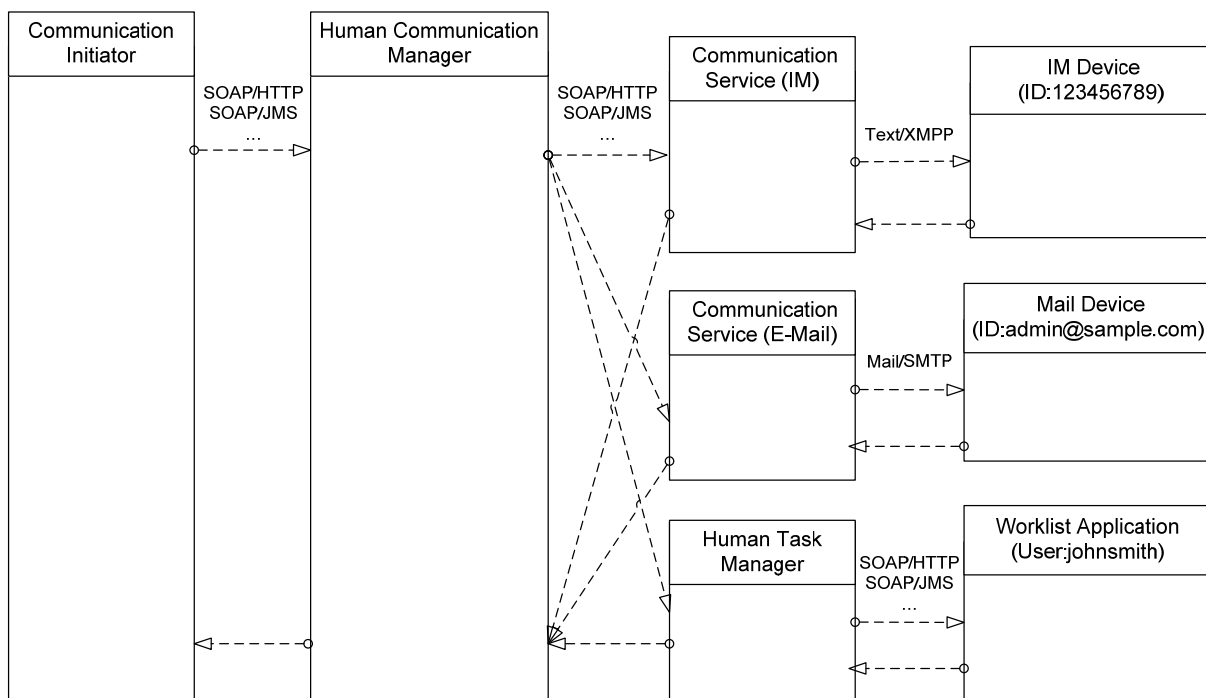 Communication
Initiator
Human Communication
Manager
SOAP/HTTP
SOAP/JMS
...
SOAP/HTTP
SOAP/JMS
...
Communication
Service (IM)
Text/XMPP
IM Device
(ID:123456789)
Communication
Service (E-Mail)
Mail/SMTP
Mail Device
(ID:admin@sample.com)
Human Task
Manager
SOAP/HTTP
SOAP/JMS
...
Worklist Application
(User:johnsmith)